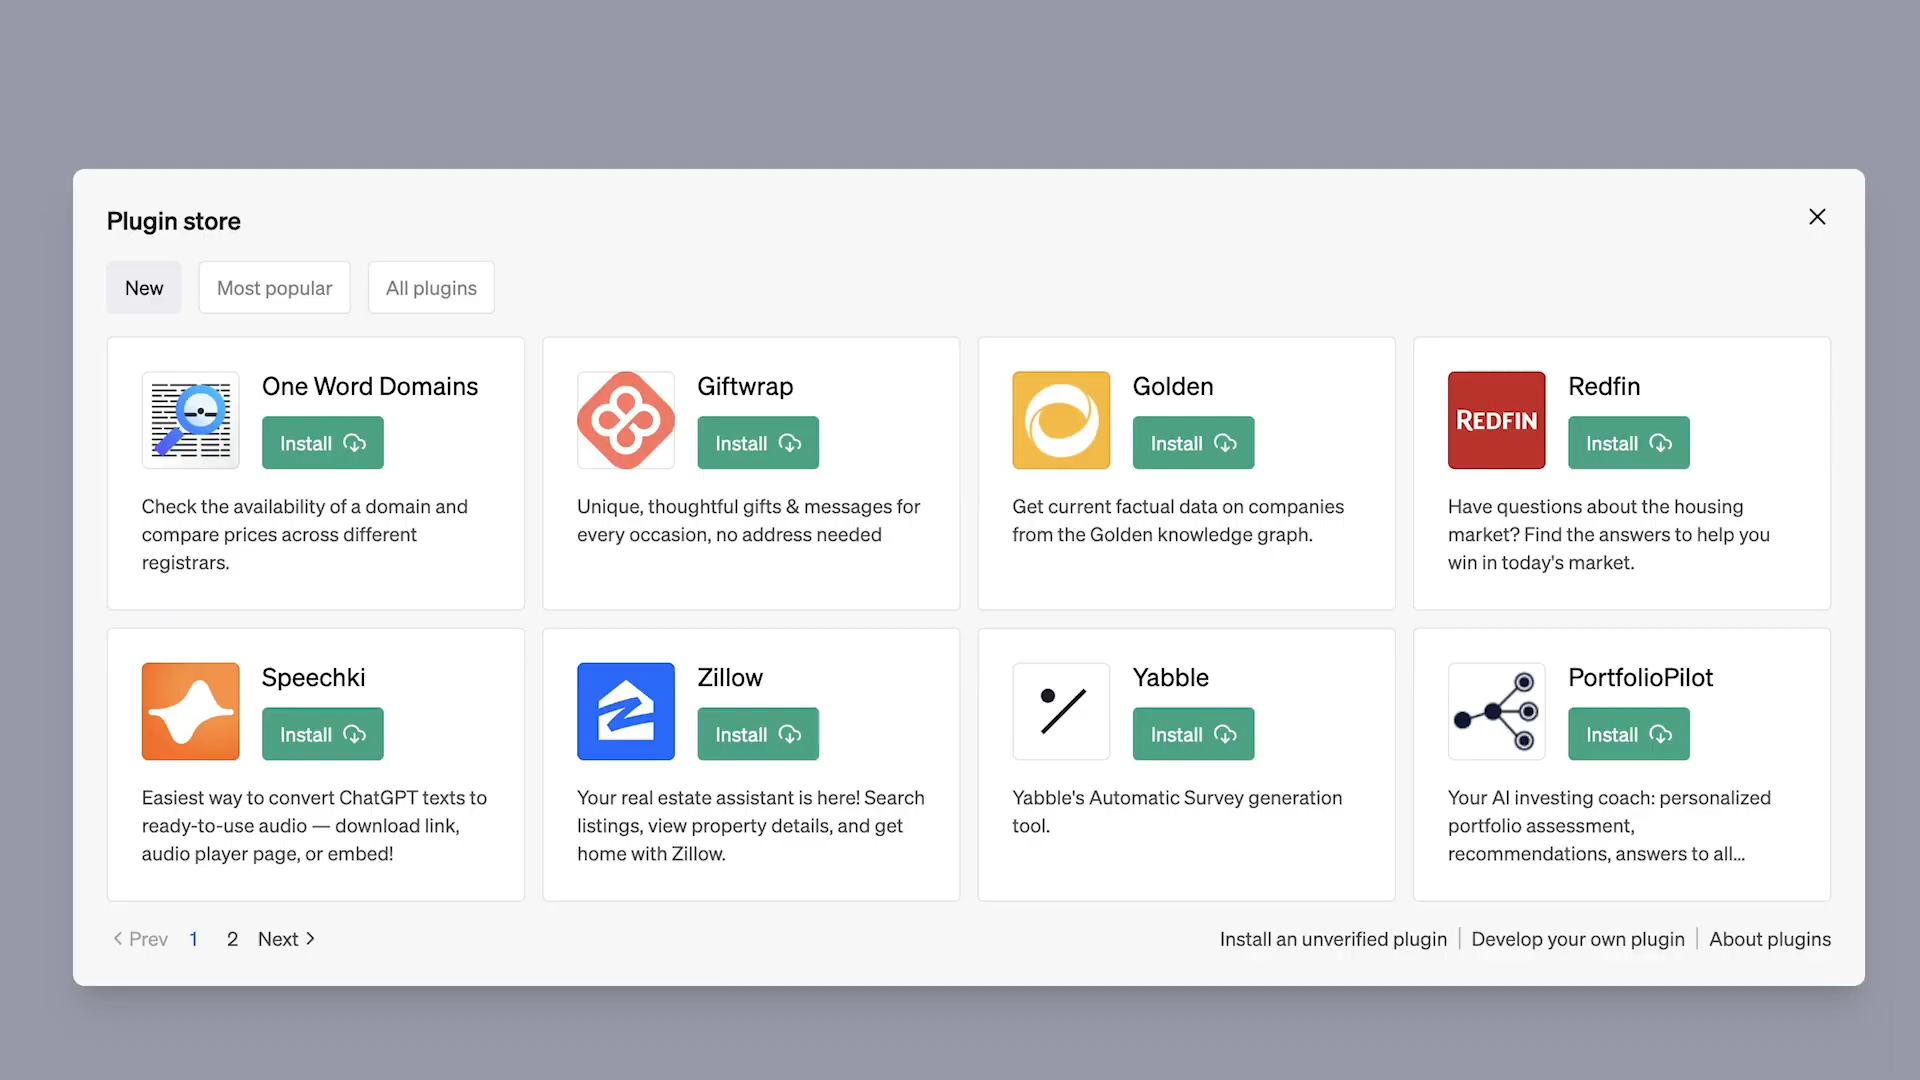 Plugin store
New
Most popular
All plugins
One Word Domains
Install
Check the availability of a domain and
compare prices across different
registrars.
Giftwrap
Install
Unique, thoughtful gifts & messages for
every occasion, no address needed
Golden
Install
Get current factual data on companies
from the Golden knowledge graph.
REDFIN
Redfin
Install
Have questions about the housing
market? Find the answers to help you
win in today's market.
Speechki
Install
Easiest way to convert ChatGPT texts to
ready-to-use audio — download link,
audio player page, or embed!
Zillow
Install
Your real estate assistant is here! Search
listings, view property details, and get
home with Zillow.
Yabble
Install
Yabble's Automatic Survey generation
tool.
PortfolioPilot
Install
Your AI investing coach: personalized
portfolio assessment,
recommendations, answers to all...
Prev 1 2 Next
Install an unverified plugin | Develop your own plugin | About plugins